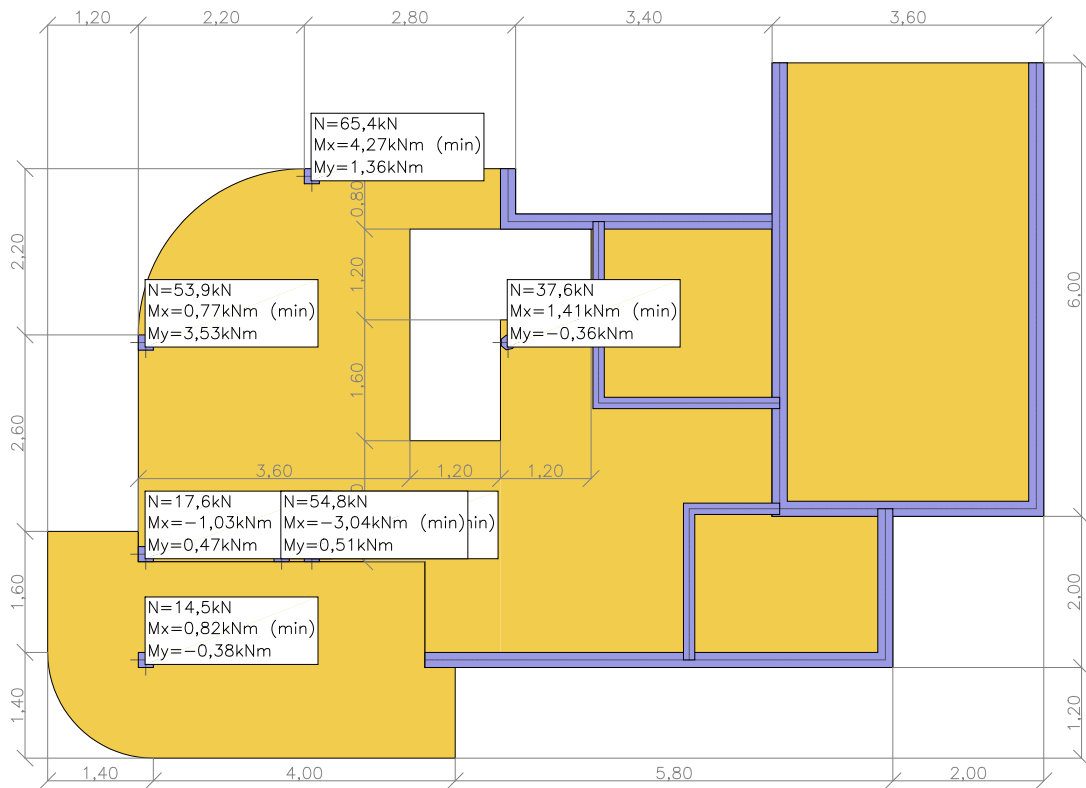 1,20
2,20
2,80
3,40
3,60
N=65,4kN
Mx=4,27kNm (min)
My=1,36kNm
0,80
2,20
1,20
N=53,9kN
Mx=0,77kNm (min)
My=3,53kNm
N=37,6kN
Mx=1,41kNm (min)
My=−0,36kNm
6,00
1,60
2,60
3,60
1,20
1,20
N=17,6kN
Mx=−1,03kNm
My=0,47kNm
N=54,8kN
Mx=−3,04kNm (min)
My=0,51kNm
1,60
2,00
N=14,5kN
Mx=0,82kNm (min)
My=−0,38kNm
1,40
1,20
1,40
4,00
5,80
2,00